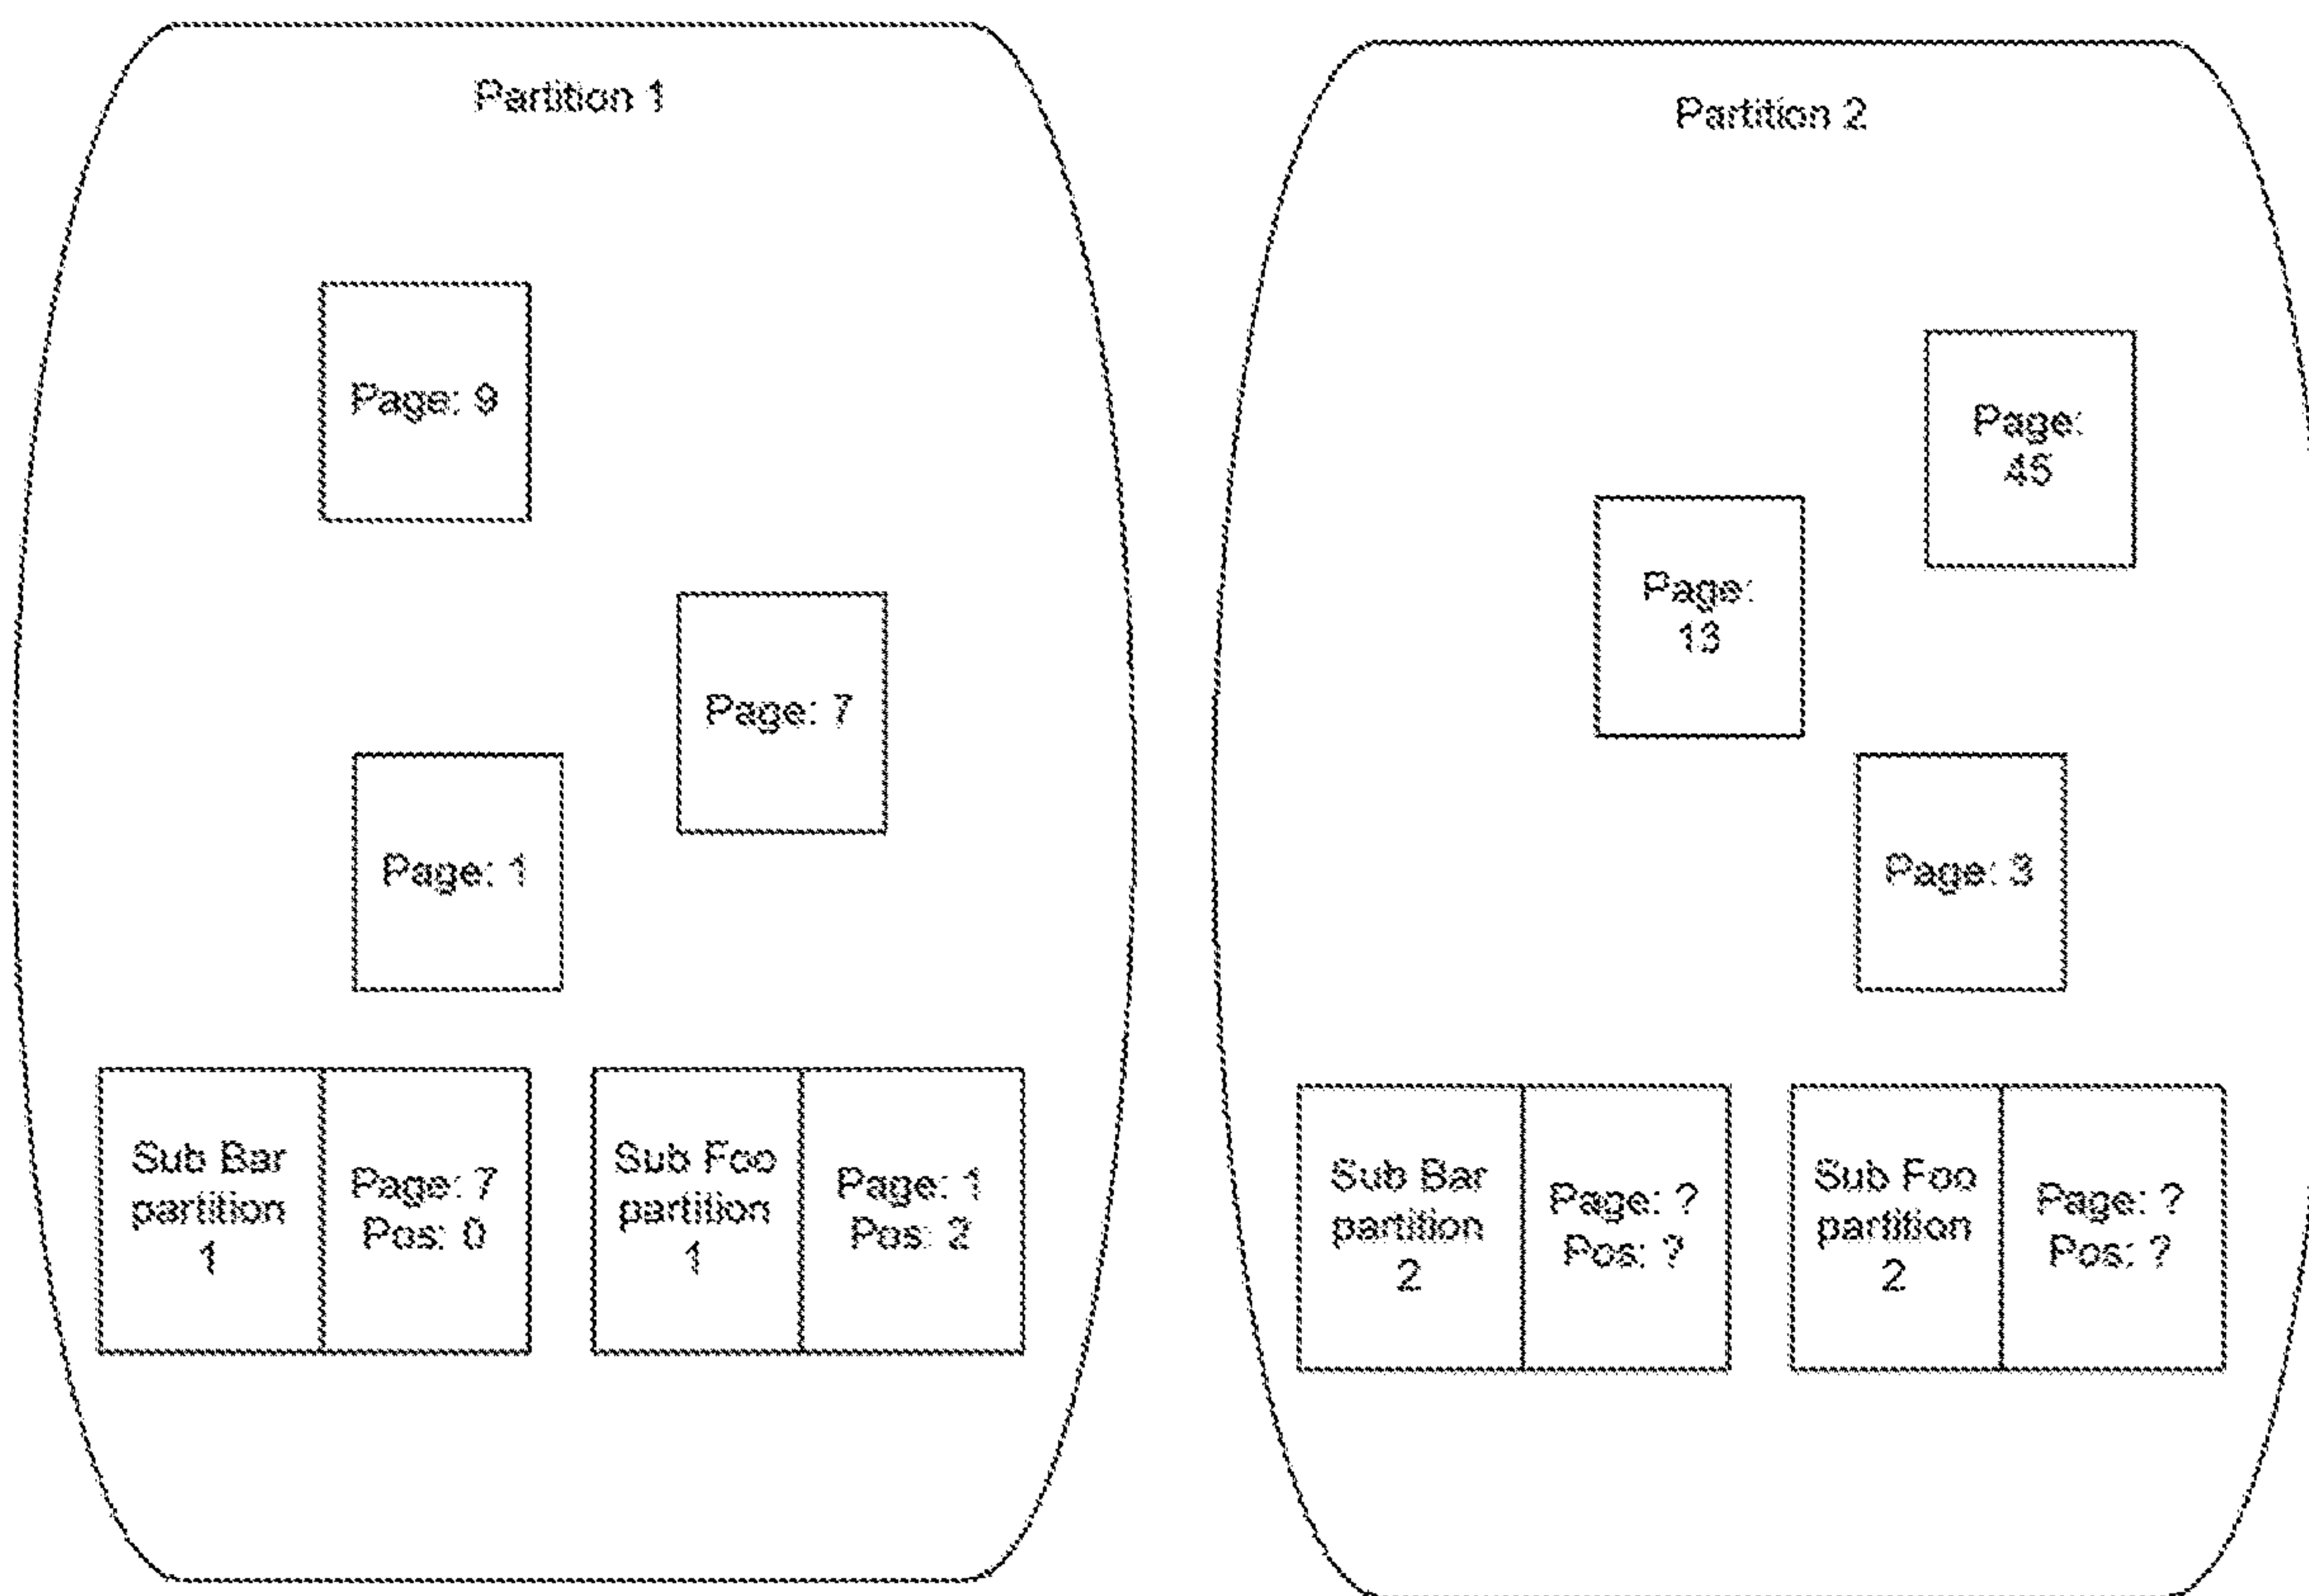 Partition 1
Page: 9
Page: 7
Page: 1
Sub Bar
partition
1
Page: 7
Pos: 0
Sub Foo
partition
1
Page: 1
Pos: 2
Partition 2
Page:
45
Page:
13
Page: 3
Sub Bar
partition
2
Page: ?
Pos: ?
Sub Foo
partition
2
Page: ?
Pos: ?